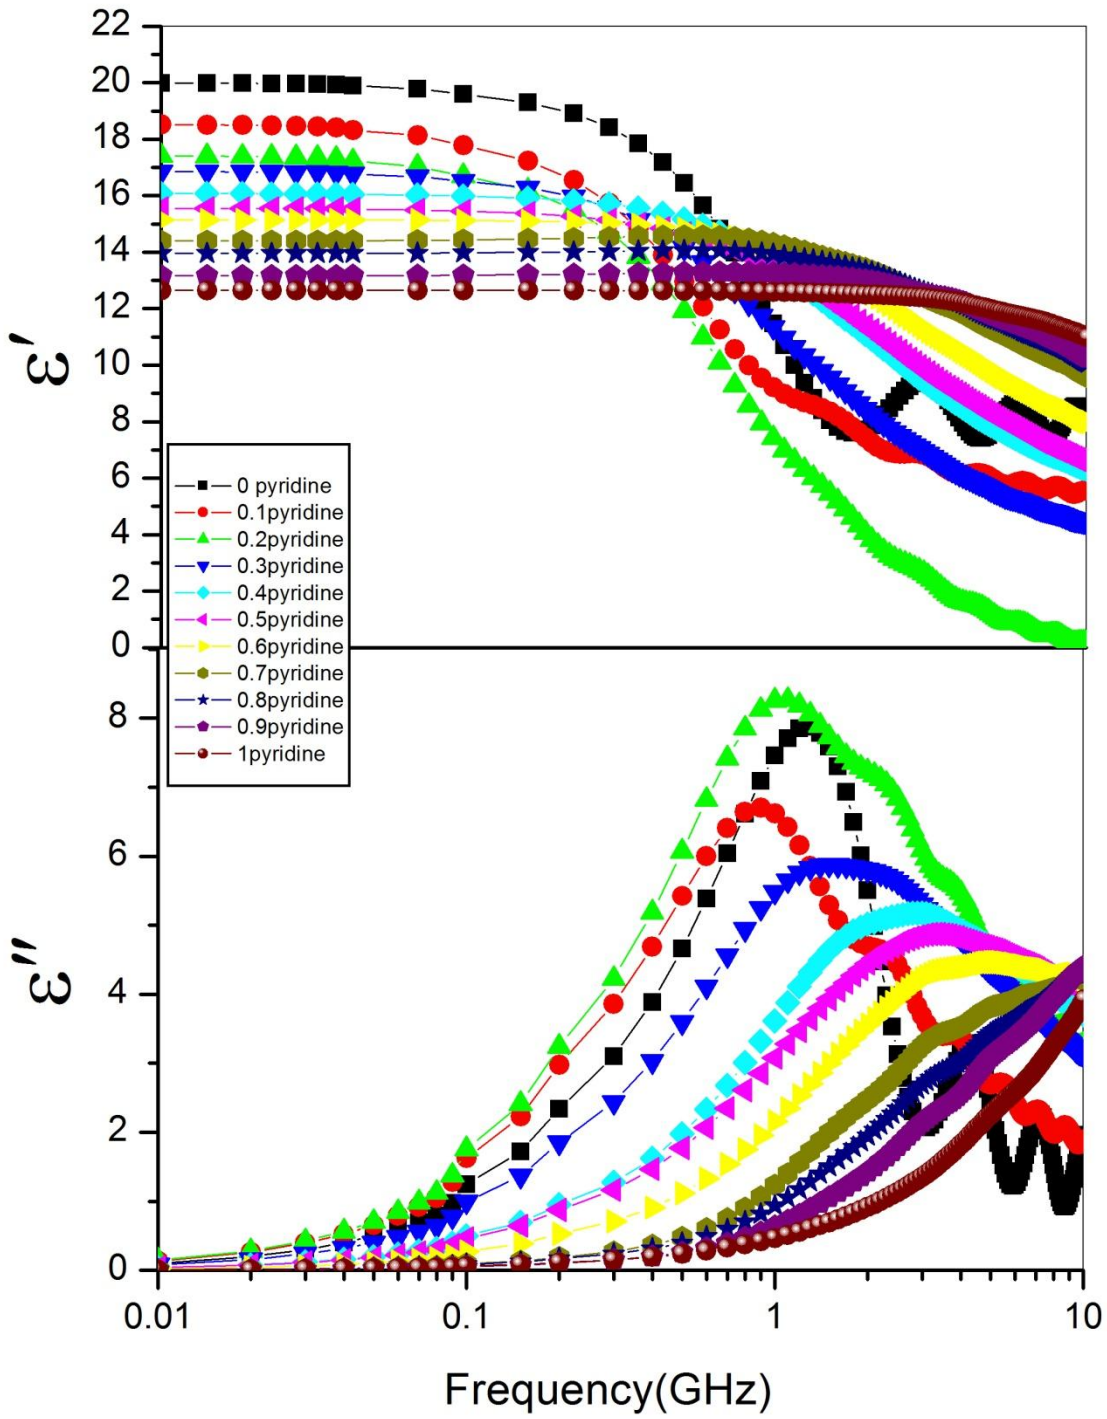 22
20
18
16
14
12
10
8
6
4
2
0
ε′
0 pyridine
0.1pyridine
0.2pyridine
0.3pyridine
0.4pyridine
0.5pyridine
0.6pyridine
0.7pyridine
0.8pyridine
0.9pyridine
1pyridine
8
6
4
2
0
ε″
0.01 0.1 1 10
Frequency(GHz)